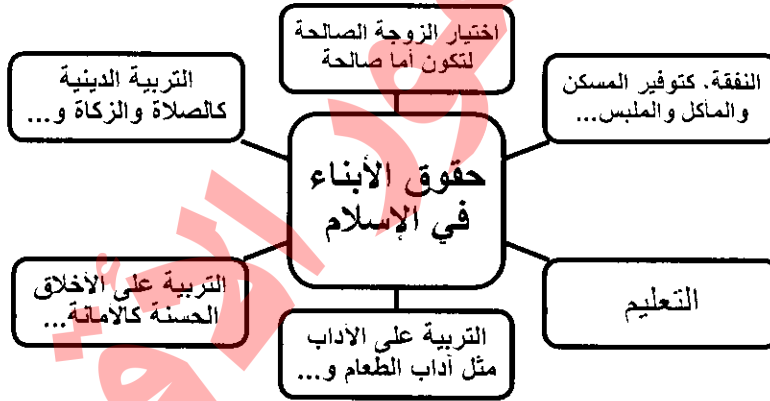 اختيار الزوجة الصالحة
لتكون أما صالحة
النفقة. كتوفير المسكن
والمأكل والملبس...
التربية الدينية
كالصلاة والزكاة و...
حقوق الأبناء
في الإسلام
التعليم
التربية على الأخلاق
الحسنة كالأمانة...
التربية على الآداب
مثل آداب الطعام و...